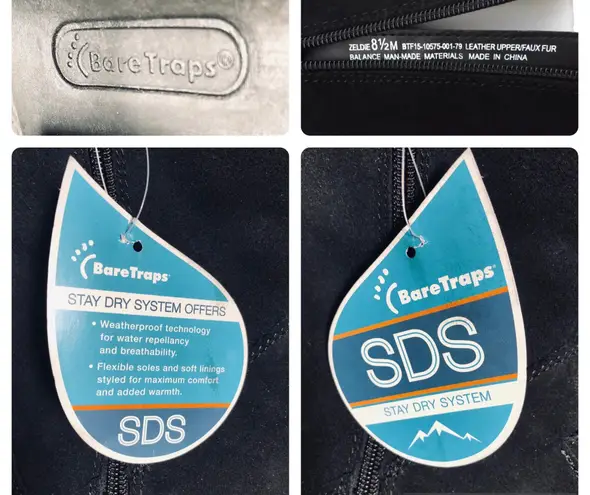 BareTraps®
ZELDIE 8½M BTF15-10575-001-79 LEATHER UPPER/FAUX FUR
BALANCE MAN-MADE MATERIALS MADE IN CHINA
BareTraps®
STAY DRY SYSTEM OFFERS
• Weatherproof technology
for water repellancy
and breathability.
• Flexible soles and soft linings
styled for maximum comfort
and added warmth.
SDS
BareTraps®
SDS
STAY DRY SYSTEM